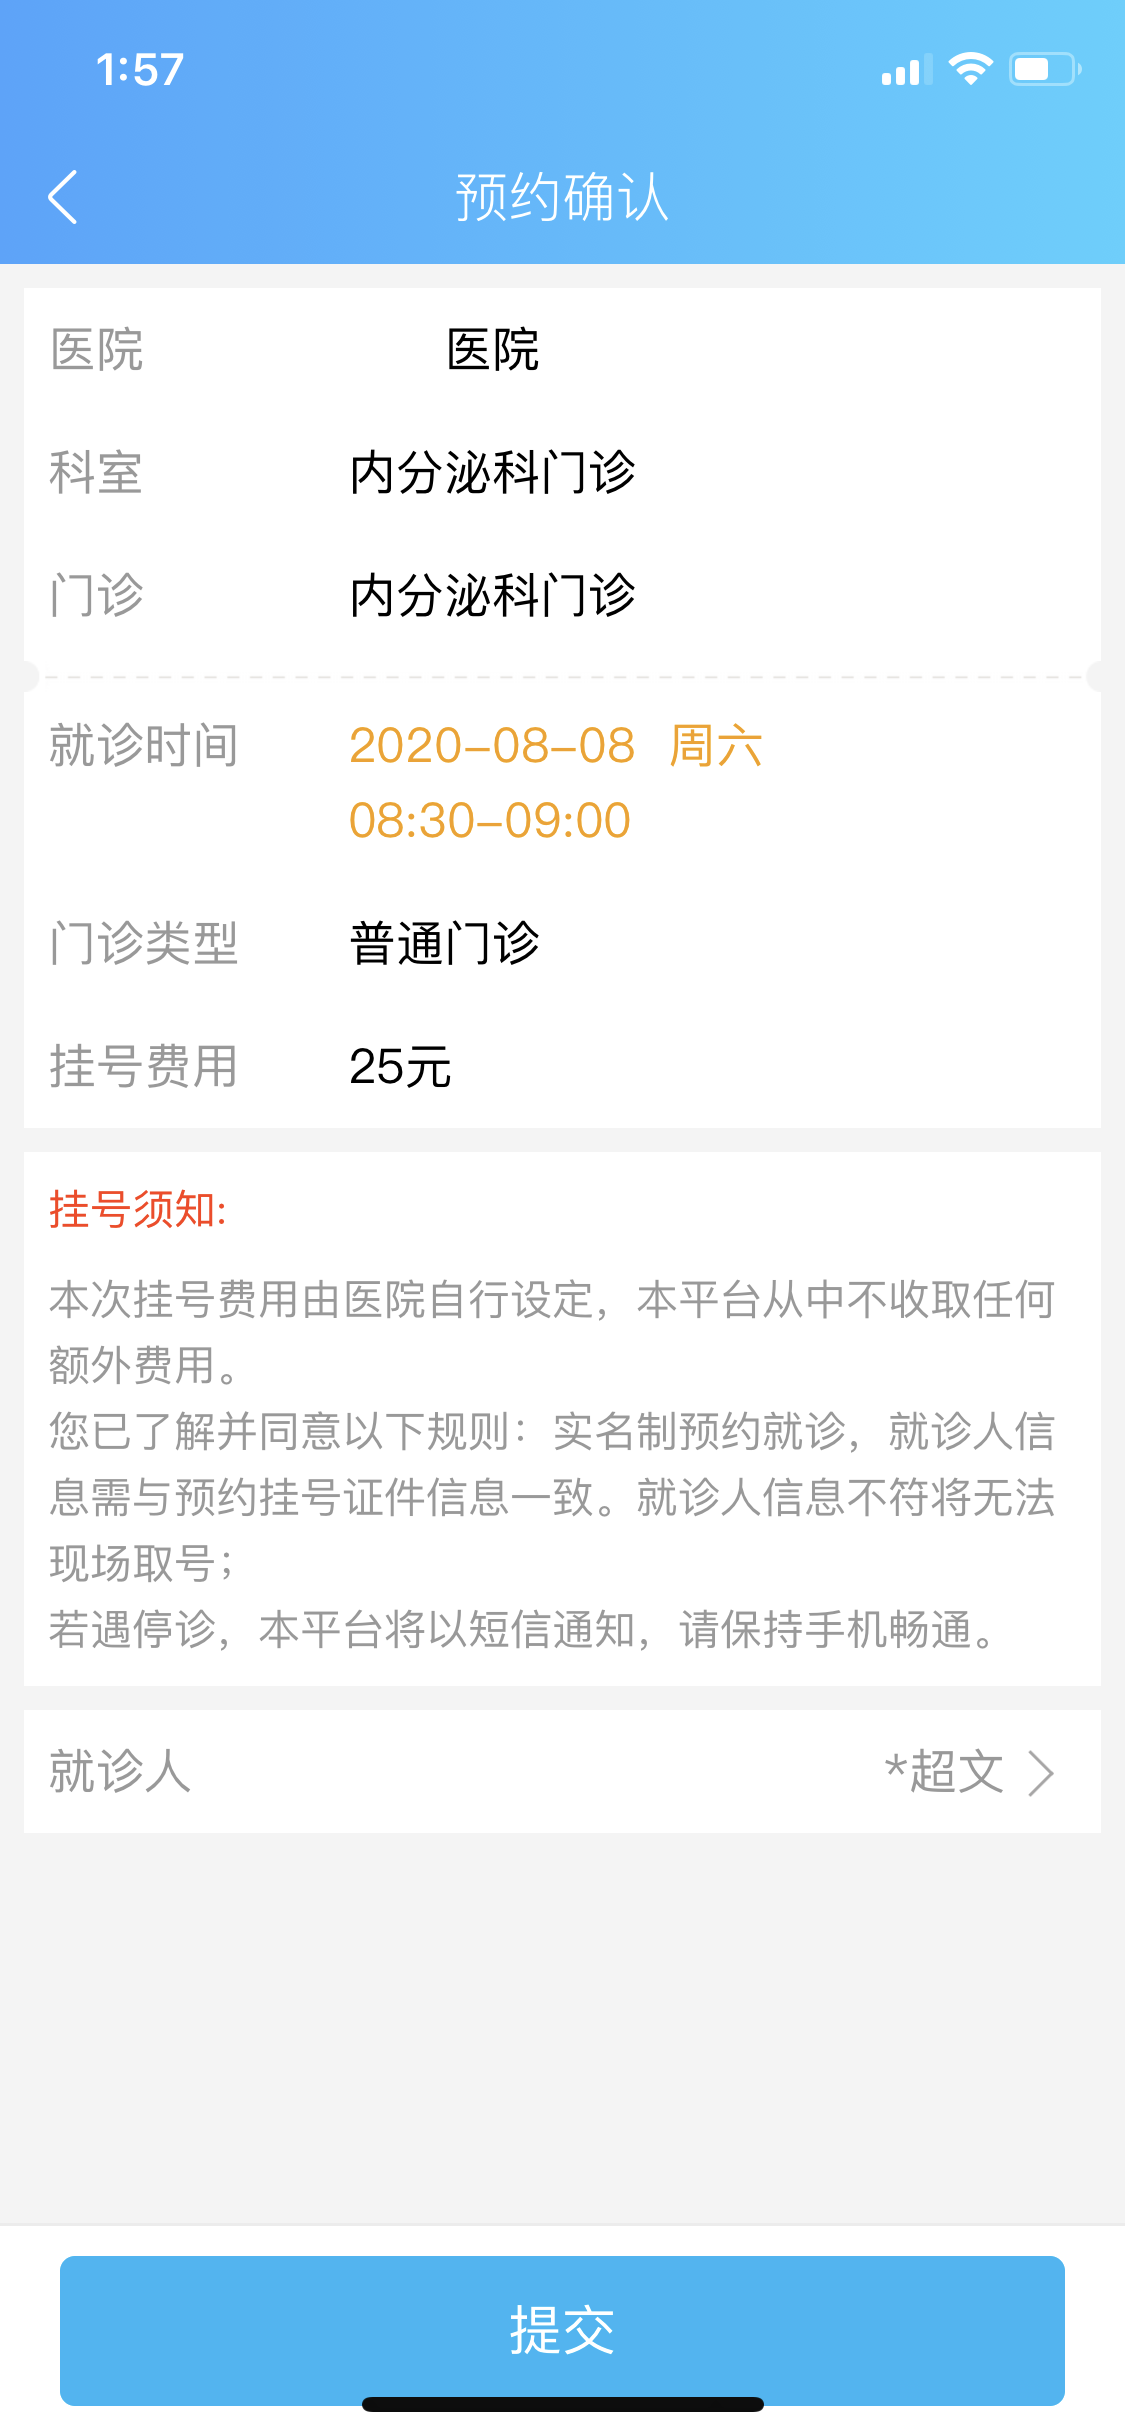 1:57
预约确认
医院 医院
科室 内分泌科门诊
门诊 内分泌科门诊
就诊时间 2020-08-08 周六
08:30-09:00
门诊类型 普通门诊
挂号费用 25元
挂号须知:
本次挂号费用由医院自行设定，本平台从中不收取任何
额外费用。
您已了解并同意以下规则：实名制预约就诊，就诊人信
息需与预约挂号证件信息一致。就诊人信息不符将无法
现场取号；
若遇停诊，本平台将以短信通知，请保持手机畅通。
就诊人 *超文
提交